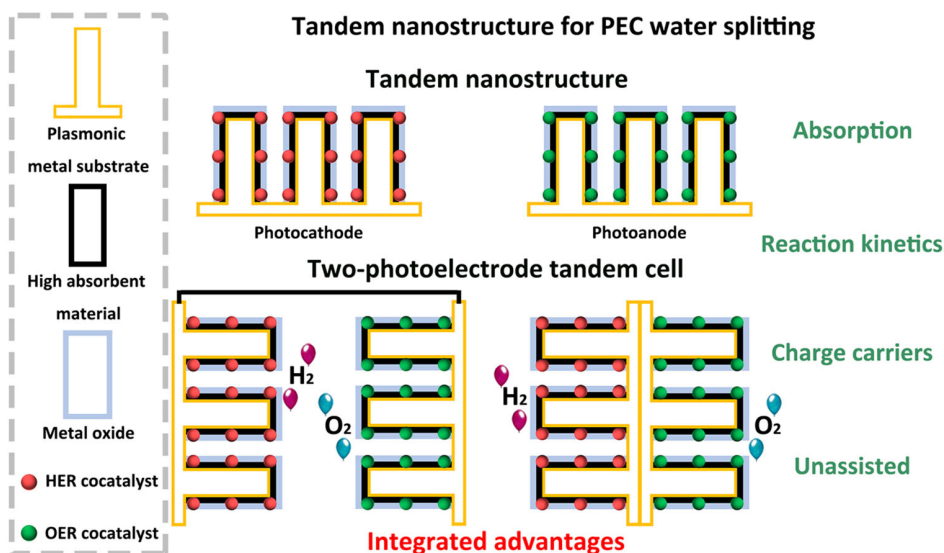 Tandem nanostructure for PEC water splitting
Plasmonic
metal substrate
High absorbent
material
Metal oxide
HER cocatalyst
OER cocatalyst
Tandem nanostructure
Photocathode
Photoanode
Two-photoelectrode tandem cell
H₂
O₂
H₂
O₂
Integrated advantages
Absorption
Reaction kinetics
Charge carriers
Unassisted